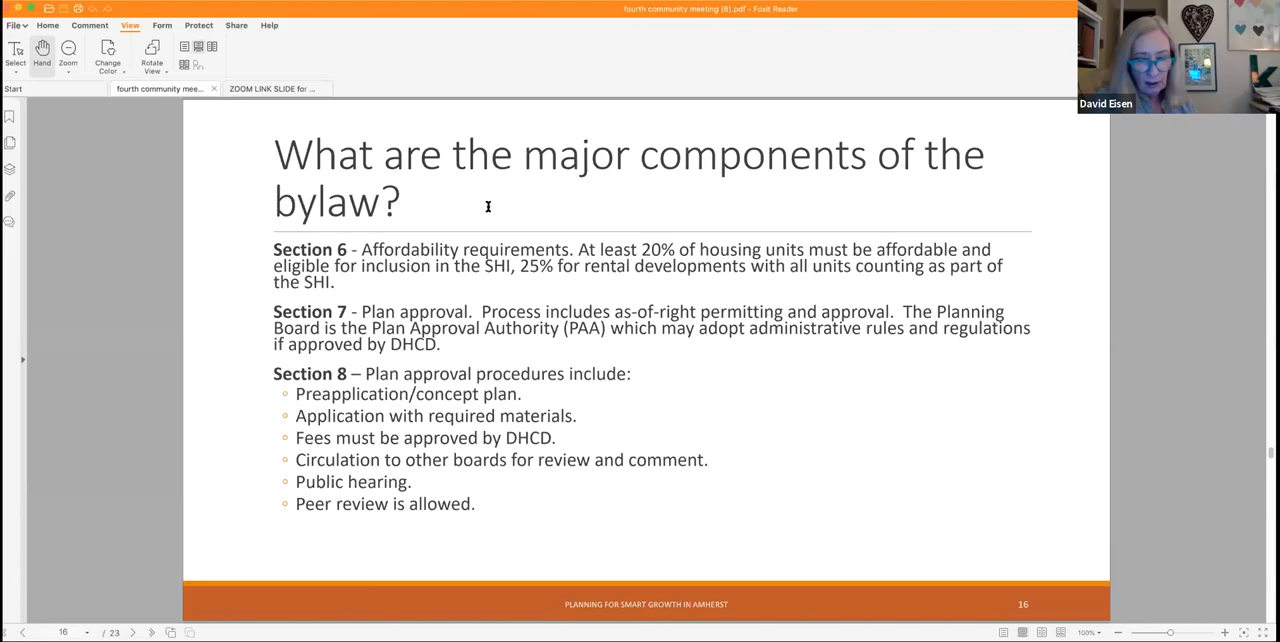 fourth community meeting (6).pdf - Foxit Reader
File Home Comment View Form Protect Share Help
Select Hand Zoom Change Color Rotate View
Start fourth community mee... ZOOM LINK SLIDE for ...
David Eisen
What are the major components of the
bylaw?
Section 6 - Affordability requirements. At least 20% of housing units must be affordable and
eligible for inclusion in the SHI, 25% for rental developments with all units counting as part of
the SHI.
Section 7 - Plan approval. Process includes as-of-right permitting and approval. The Planning
Board is the Plan Approval Authority (PAA) which may adopt administrative rules and regulations
if approved by DHCD.
Section 8 – Plan approval procedures include:
◦ Preapplication/concept plan.
◦ Application with required materials.
◦ Fees must be approved by DHCD.
◦ Circulation to other boards for review and comment.
◦ Public hearing.
◦ Peer review is allowed.
PLANNING FOR SMART GROWTH IN AMHERST 16
16 / 23 100%